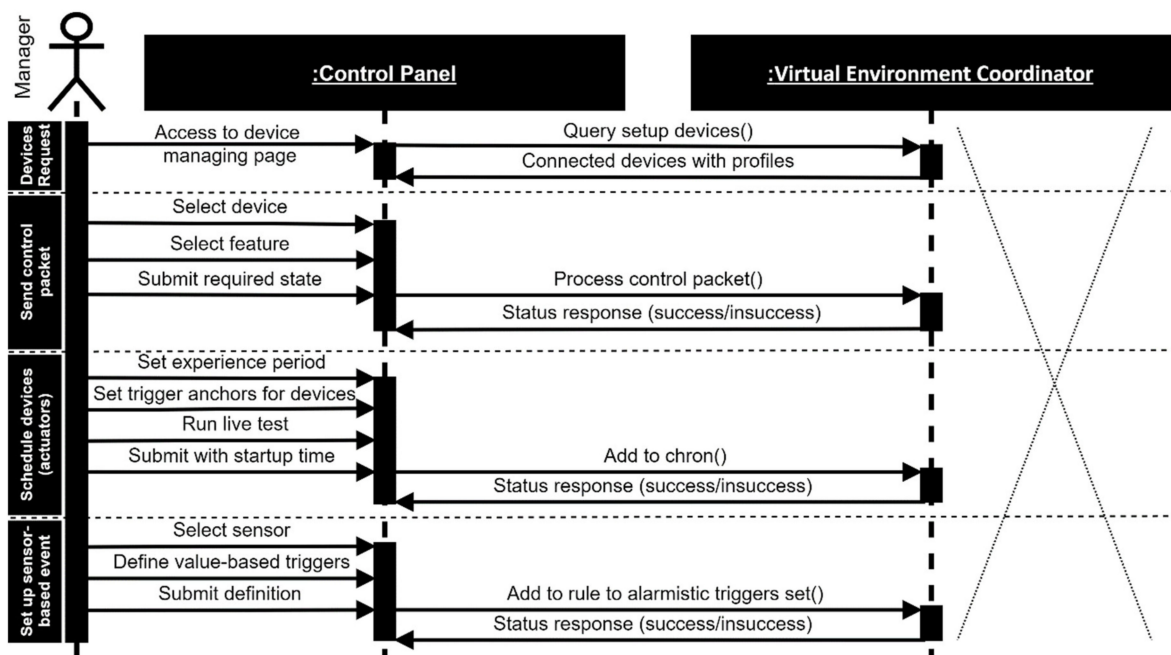 Manager
:Control Panel
:Virtual Environment Coordinator
Devices
Request
Access to device
managing page
Query setup devices()
Connected devices with profiles
Send control
packet
Select device
Select feature
Submit required state
Process control packet()
Status response (success/insuccess)
Schedule devices
(actuators)
Set experience period
Set trigger anchors for devices
Run live test
Submit with startup time
Add to chron()
Status response (success/insuccess)
Set up sensor-
based event
Select sensor
Define value-based triggers
Submit definition
Add to rule to alarmistic triggers set()
Status response (success/insuccess)